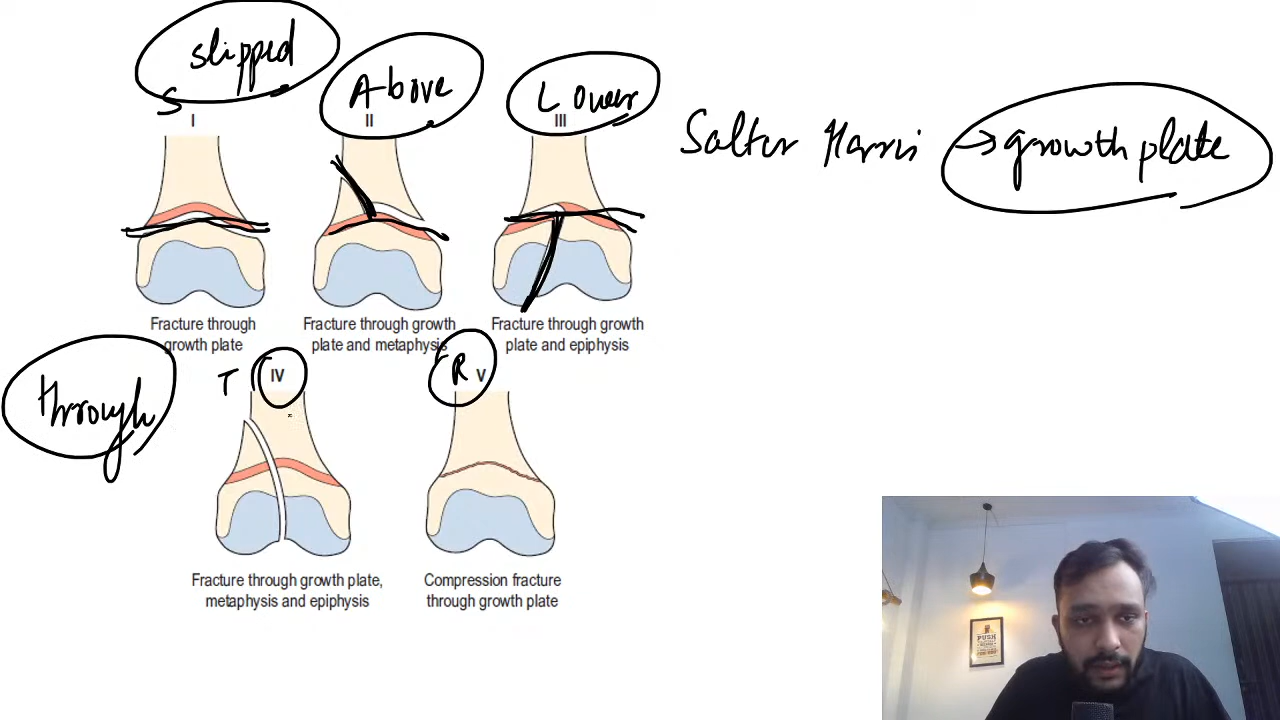 slipped
A-bove
Lower
S
I
II
III
Salter Harris → growth plate
Fracture through
growth plate
Fracture through growth
plate and metaphysis
Fracture through growth
plate and epiphysis
through
T
IV
R
V
Fracture through growth plate,
metaphysis and epiphysis
Compression fracture
through growth plate
PUSH